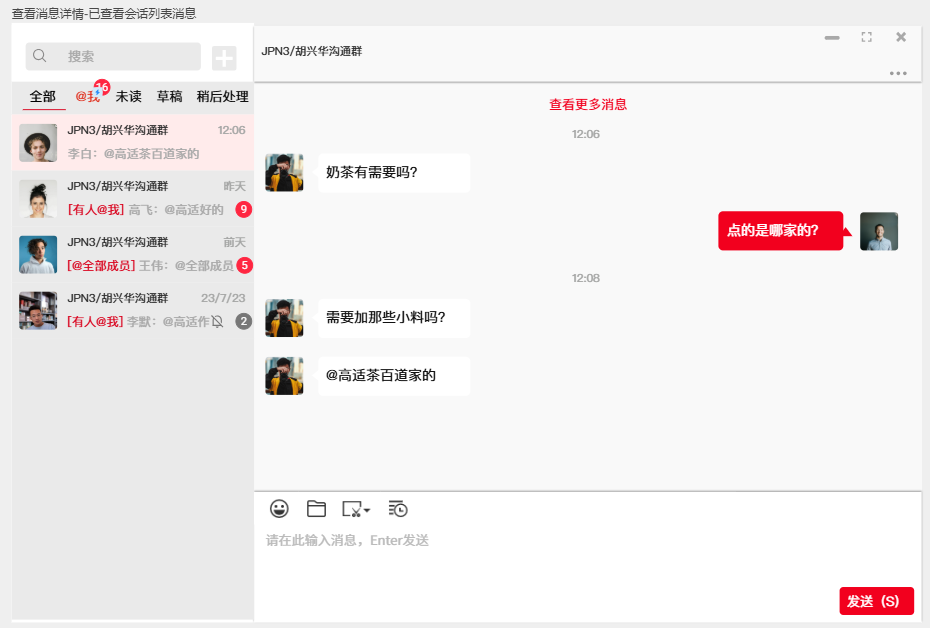 查看消息详情-已查看会话列表消息
搜索
全部 @我 16 未读 草稿 稍后处理
JPN3/胡兴华沟通群 12:06
李白：@高适茶百道家的
JPN3/胡兴华沟通群 昨天
[有人@我] 高飞：@高适好的 9
JPN3/胡兴华沟通群 前天
[@全部成员] 王伟：@全部成员 5
JPN3/胡兴华沟通群 23/7/23
[有人@我] 李默：@高适作 2
JPN3/胡兴华沟通群
查看更多消息
12:06
奶茶有需要吗?
点的是哪家的?
12:08
需要加那些小料吗?
@高适茶百道家的
请在此输入消息，Enter发送
发送（S）